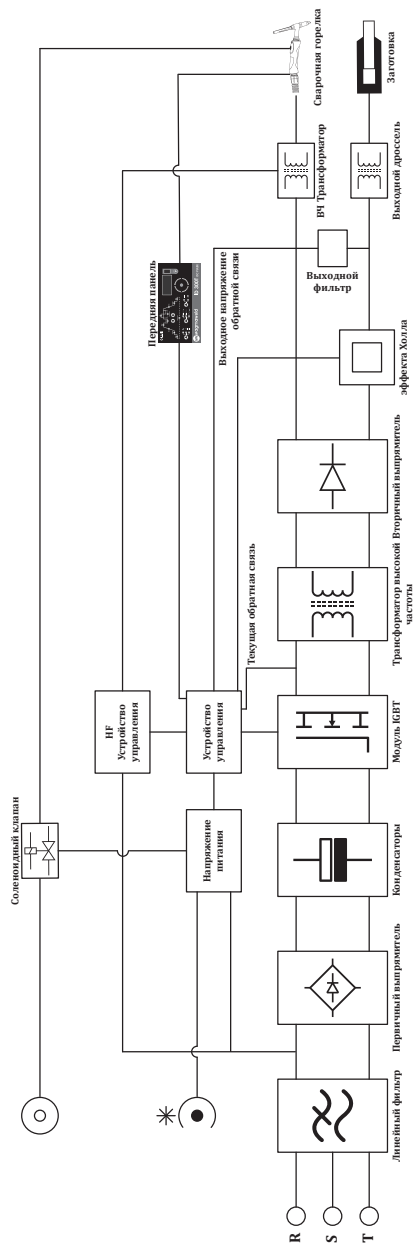 Сварочная горелка
Заготовка
ВЧ Трансформатор
Выходной дроссель
Передняя панель
Выходное напряжение
обратной связи
Выходной
фильтр
эффекта Холла
Вторичный выпрямитель
Текущая обратная связь
Трансформатор высокой
частоты
HF
Устройство
управления
Устройство
управления
Модуль IGBT
Соленоидный клапан
Напряжение
питания
Конденсаторы
Первичный выпрямитель
Линейный фильтр
R
S
T